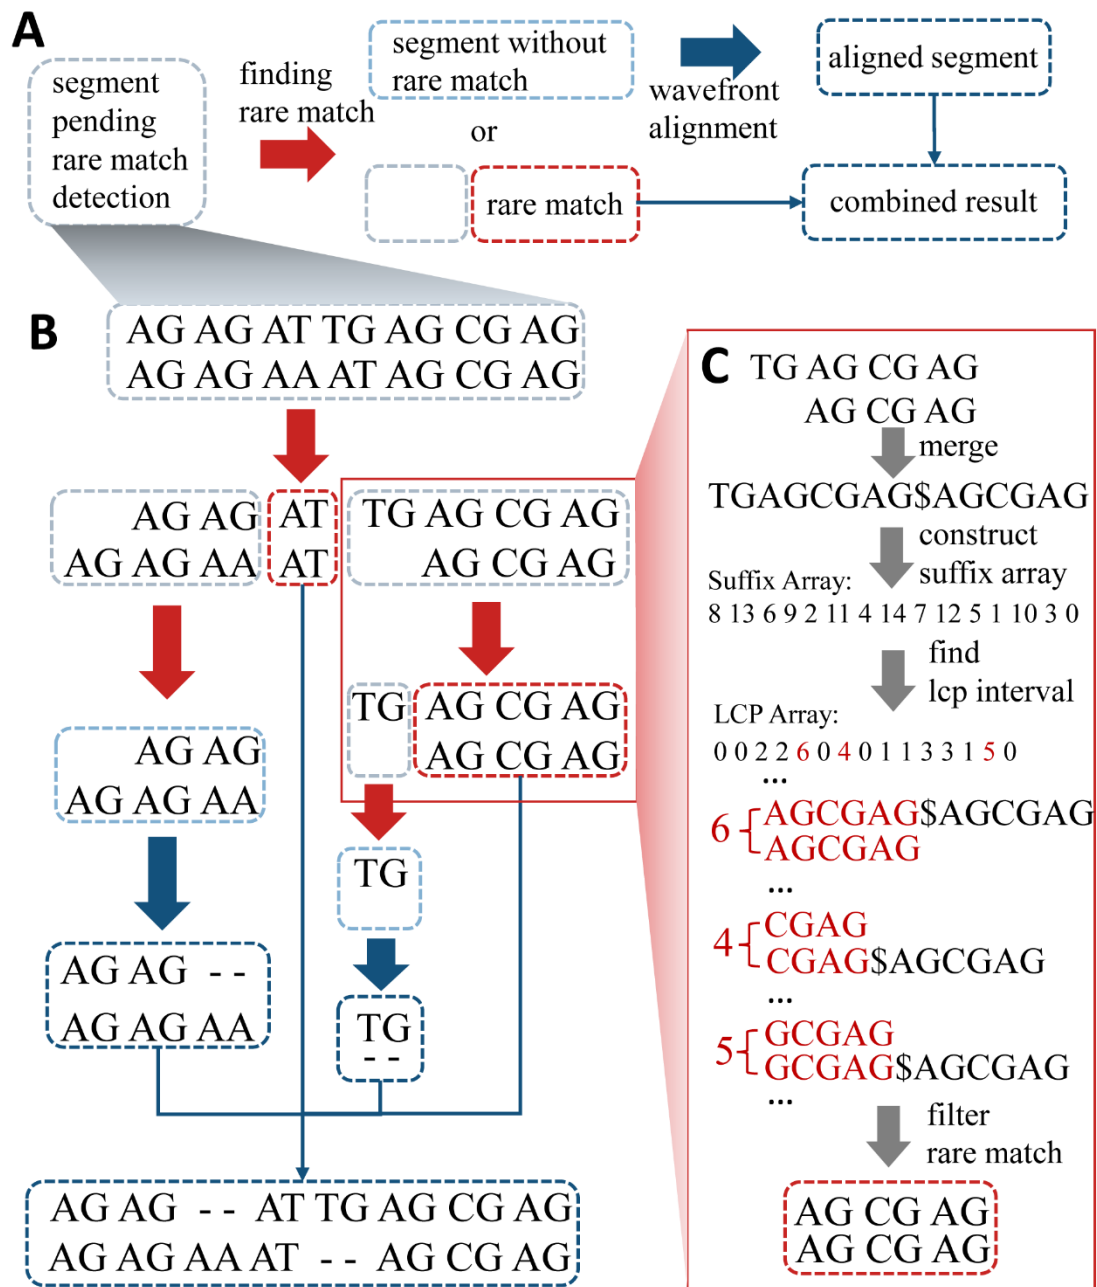 A
segment
pending
rare match
detection
finding
rare match
segment without
rare match
or
rare match
wavefront
alignment
aligned segment
combined result
B
AG AG AT TG AG CG AG
AG AG AA AT AG CG AG
AG AG AT
AG AG AA AT
TG AG CG AG
AG CG AG
TG AG CG AG
AG CG AG
AG AG
AG AG AA
TG
AG AG - -
AG AG AA
TG
- -
AG AG - - AT TG AG CG AG
AG AG AA AT - - AG CG AG
C
TG AG CG AG
AG CG AG
merge
TGAGCGAG$AGCGAG
construct
suffix array
Suffix Array:
8 13 6 9 2 11 4 14 7 12 5 1 10 3 0
find
lcp interval
LCP Array:
0 0 2 2 6 0 4 0 1 1 3 3 1 5 0
...
6
AGCGAG$AGCGAG
AGCGAG
...
4
CGAG
CGAG$AGCGAG
...
5
GCGAG
GCGAG$AGCGAG
...
filter
rare match
AG CG AG
AG CG AG